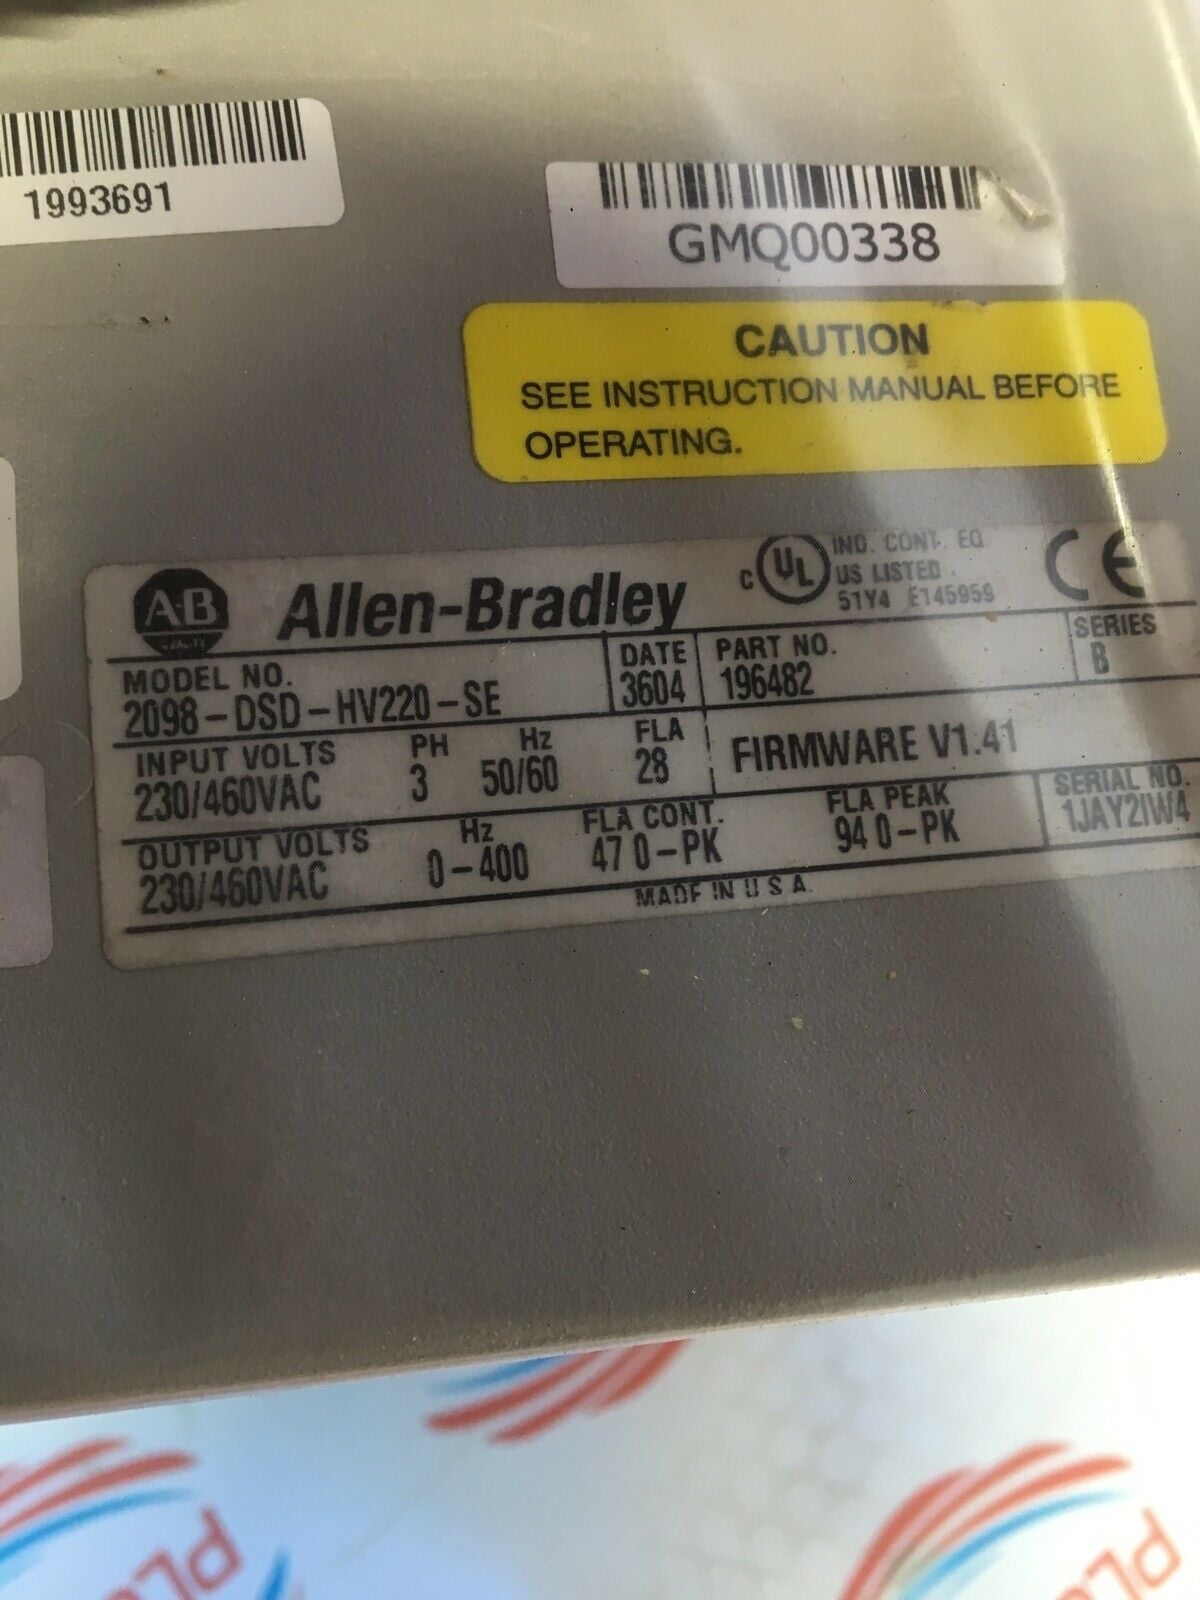 1993691
GMQ00338
CAUTION
SEE INSTRUCTION MANUAL BEFORE
OPERATING.
A-B
Allen-Bradley
C UL IND. CONT. EQ.
US LISTED
51Y4 E145959
CE
MODEL NO.
2098-DSD-HV220-SE
DATE
3604
PART NO.
196482
SERIES
B
INPUT VOLTS
230/460VAC
PH
3
Hz
50/60
FLA
28
FIRMWARE V1.41
OUTPUT VOLTS
230/460VAC
Hz
0-400
FLA CONT.
47 0-PK
FLA PEAK
94 0-PK
SERIAL NO.
1JAY2IW4
MADE IN U S A.